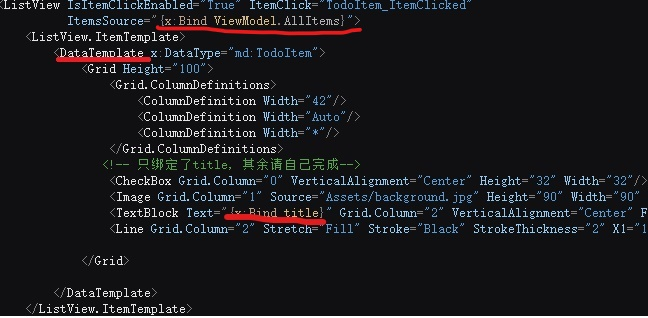 <ListView IsItemClickEnabled="True" ItemClick="TodoItem_ItemClicked"
ItemsSource="{x:Bind ViewModel.AllItems}">
<ListView.ItemTemplate>
<DataTemplate x:DataType="md:TodoItem">
<Grid Height="100">
<Grid.ColumnDefinitions>
<ColumnDefinition Width="42"/>
<ColumnDefinition Width="Auto"/>
<ColumnDefinition Width="*"/>
</Grid.ColumnDefinitions>
<!-- 只绑定了title, 其余请自己完成-->
<CheckBox Grid.Column="0" VerticalAlignment="Center" Height="32" Width="32"/>
<Image Grid.Column="1" Source="Assets/background.jpg" Height="90" Width="90"
<TextBlock Text="{x:Bind title}" Grid.Column="2" VerticalAlignment="Center" F
<Line Grid.Column="2" Stretch="Fill" Stroke="Black" StrokeThickness="2" X1="1
</Grid>
</DataTemplate>
</ListView.ItemTemplate>